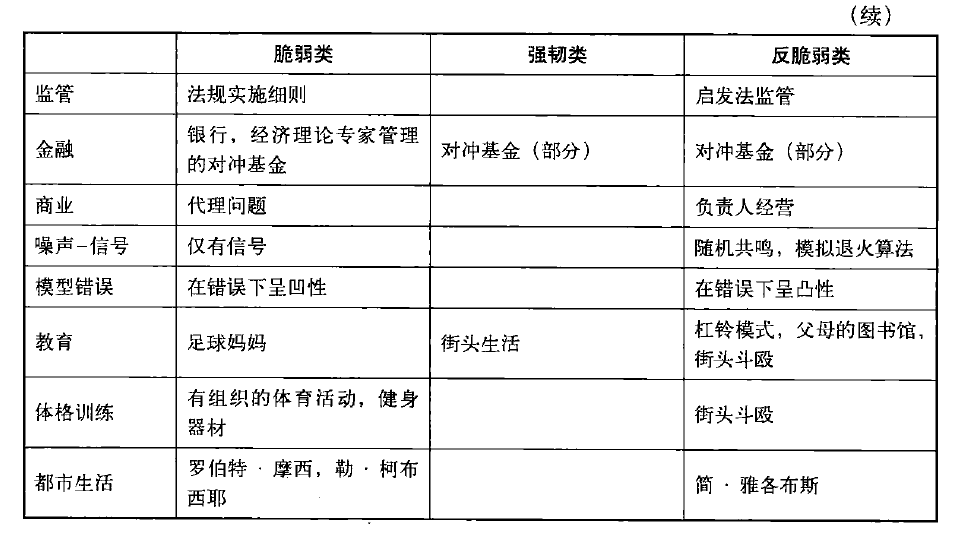 （续）
脆弱类 强韧类 反脆弱类
监管 法规实施细则 启发法监管
金融 银行，经济理论专家管理的对冲基金 对冲基金（部分） 对冲基金（部分）
商业 代理问题 负责人经营
噪声-信号 仅有信号 随机共鸣，模拟退火算法
模型错误 在错误下呈凹性 在错误下呈凸性
教育 足球妈妈 街头生活 杠铃模式，父母的图书馆，街头斗殴
体格训练 有组织的体育活动，健身器材 街头斗殴
都市生活 罗伯特·摩西，勒·柯布西耶 简·雅各布斯